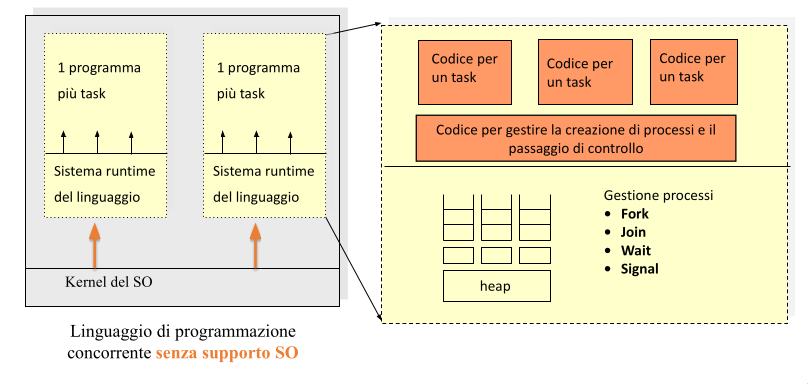 1 programma
più task
Sistema runtime
del linguaggio
1 programma
più task
Sistema runtime
del linguaggio
Kernel del SO
Linguaggio di programmazione
concorrente senza supporto SO
Codice per
un task
Codice per
un task
Codice per
un task
Codice per gestire la creazione di processi e il
passaggio di controllo
heap
Gestione processi
• Fork
• Join
• Wait
• Signal